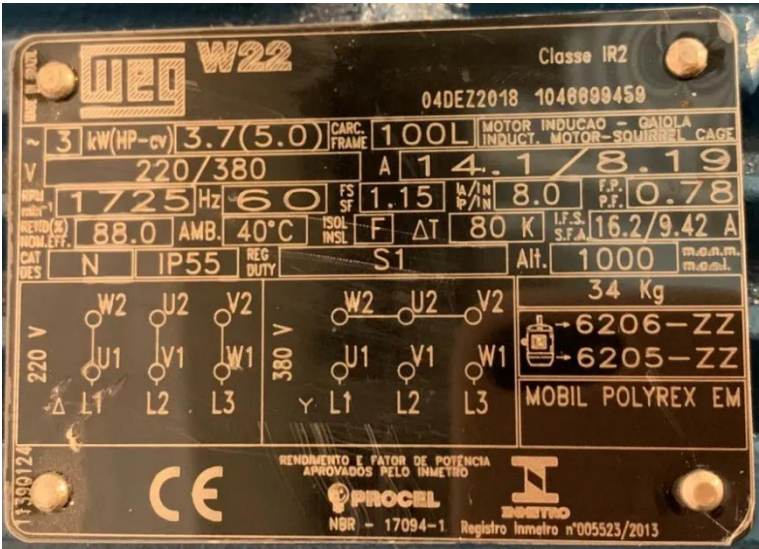 WEG W22 Classe IR2
04DEZ2018 1046699459
~ 3 kW(HP-cv) 3.7(5.0) CARC. FRAME 100L MOTOR INDUCAO - GAIOLA INDUCT. MOTOR-SQUIRREL CAGE
V 220/380 A 14.1/8.19
RPM min-1 1725 Hz 60 FS SF 1.15 IA/IN IP/IN 8.0 F.P. P.F. 0.78
REND(%) NOM.EFF. 88.0 AMB. 40°C ISOL INSL F ΔT 80 K I.F.S. S.F.A. 16.2/9.42 A
CAT DES N IP55 REG DUTY S1 Alt. 1000 m.a.n.m. m.a.s.l.
34 Kg
220 V
W2 U2 V2
U1 V1 W1
Δ L1 L2 L3
380 V
W2 U2 V2
U1 V1 W1
Y L1 L2 L3
→6206-ZZ
→6205-ZZ
MOBIL POLYREX EM
11390124
CE
RENDIMENTO E FATOR DE POTÊNCIA
APROVADOS PELO INMETRO
PROCEL
INMETRO
NBR - 17094-1 Registro Inmetro n°005523/2013